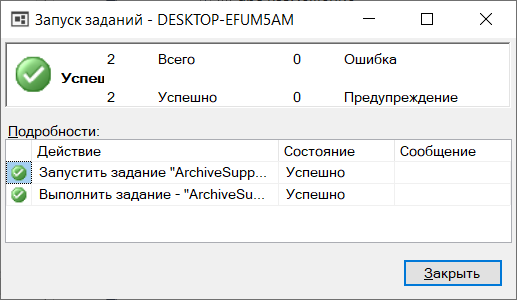 Запуск заданий - DESKTOP-EFUM5AM
2 Всего 0 Ошибка
Успеш
2 Успешно 0 Предупреждение
Подробности:
Действие Состояние Сообщение
Запустить задание "ArchiveSupp... Успешно
Выполнить задание - "ArchiveSu... Успешно
Закрыть